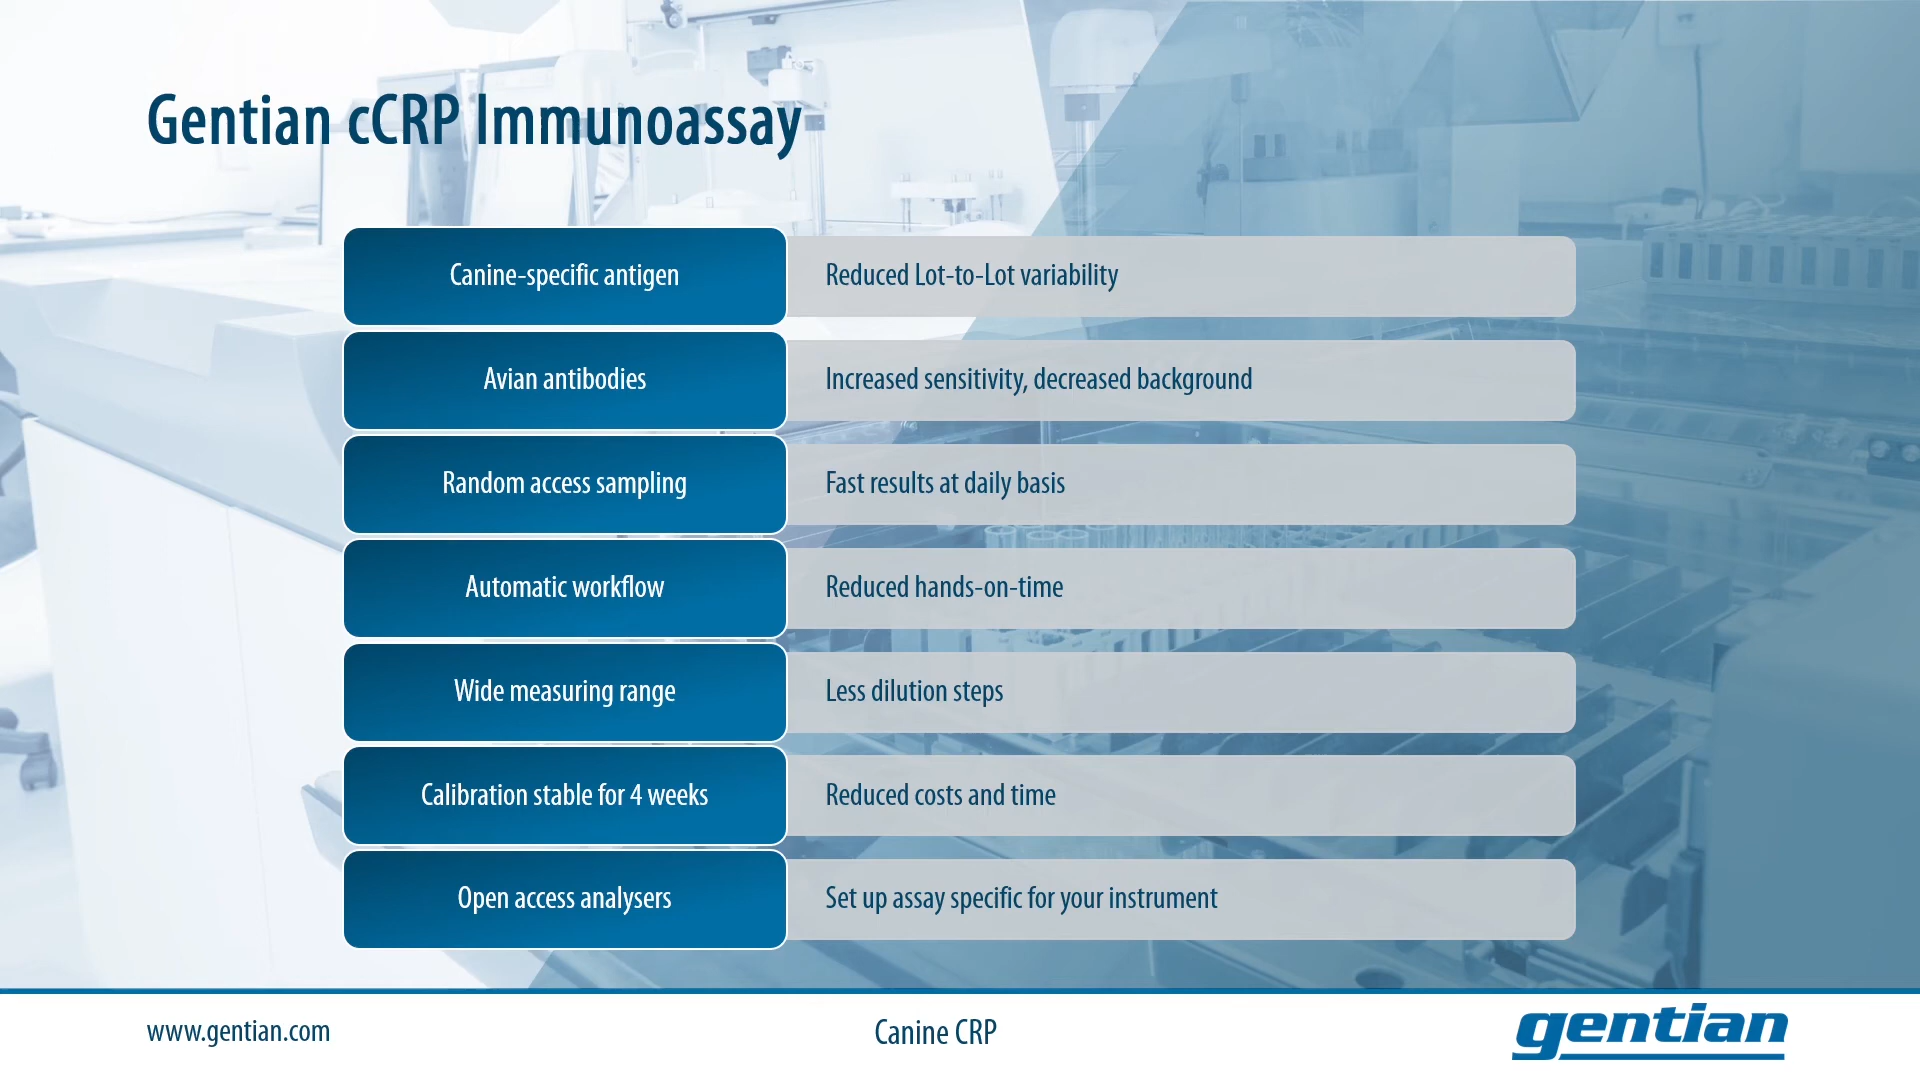 Gentian cCRP Immunoassay
Canine-specific antigen
Reduced Lot-to-Lot variability
Avian antibodies
Increased sensitivity, decreased background
Random access sampling
Fast results at daily basis
Automatic workflow
Reduced hands-on-time
Wide measuring range
Less dilution steps
Calibration stable for 4 weeks
Reduced costs and time
Open access analysers
Set up assay specific for your instrument
www.gentian.com
Canine CRP
gentian